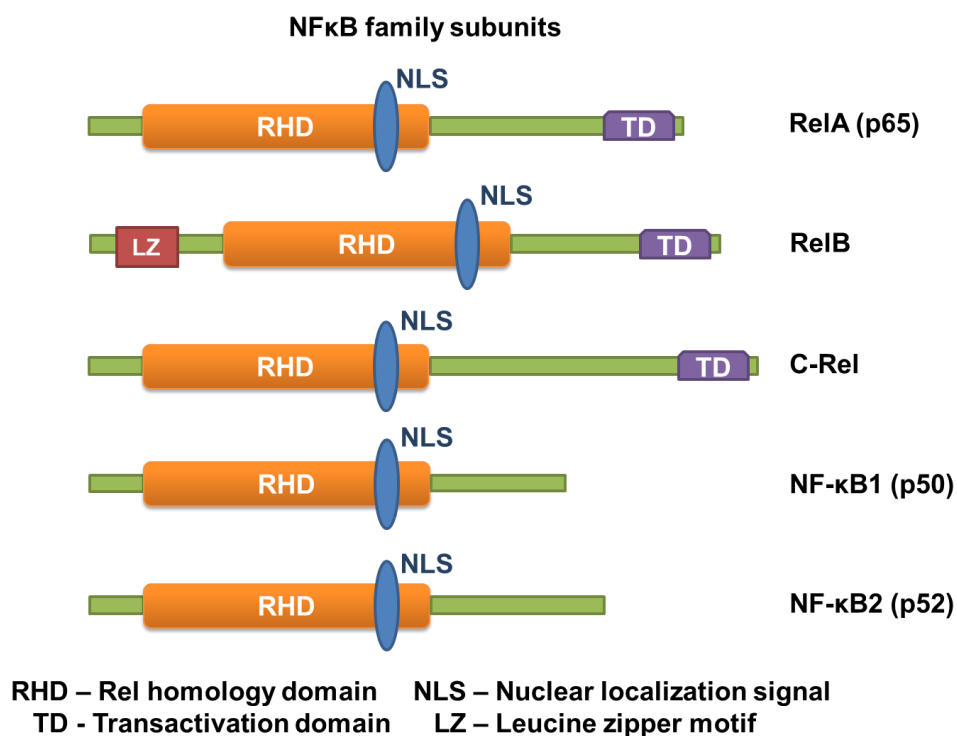 NFκB family subunits
NLS
RHD
TD
RelA (p65)
NLS
LZ
RHD
TD
RelB
NLS
RHD
TD
C-Rel
NLS
RHD
NF-κB1 (p50)
NLS
RHD
NF-κB2 (p52)
RHD – Rel homology domain NLS – Nuclear localization signal
TD - Transactivation domain LZ – Leucine zipper motif